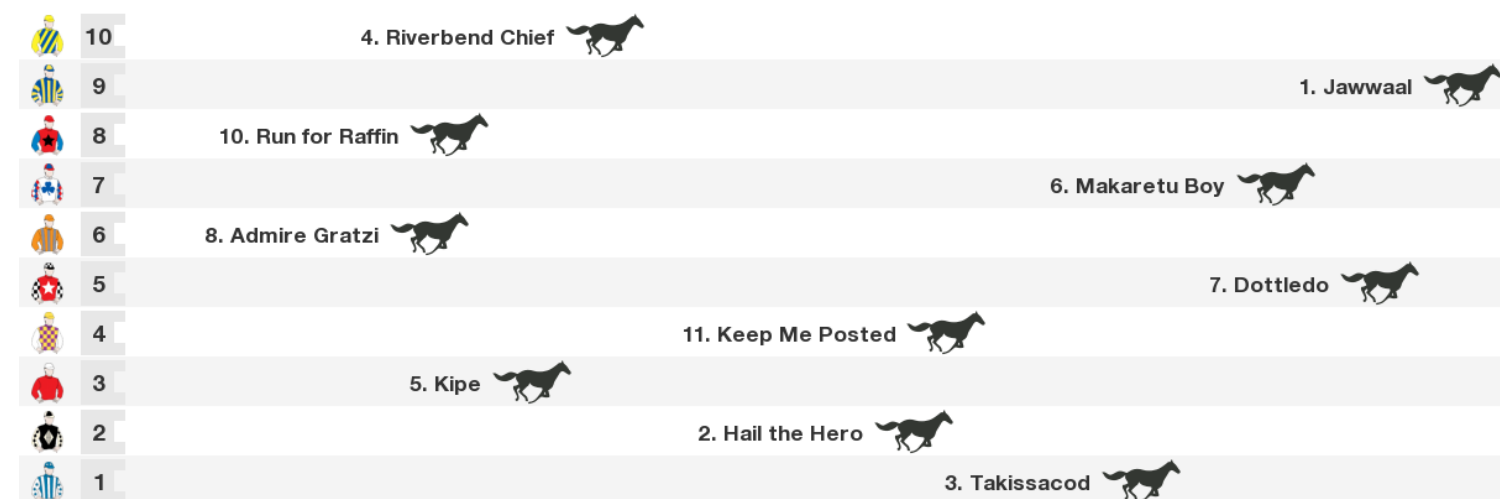 10 4. Riverbend Chief
9 1. Jawwaal
8 10. Run for Raffin
7 6. Makaretu Boy
6 8. Admire Gratzi
5 7. Dottledo
4 11. Keep Me Posted
3 5. Kipe
2 2. Hail the Hero
1 3. Takissacod